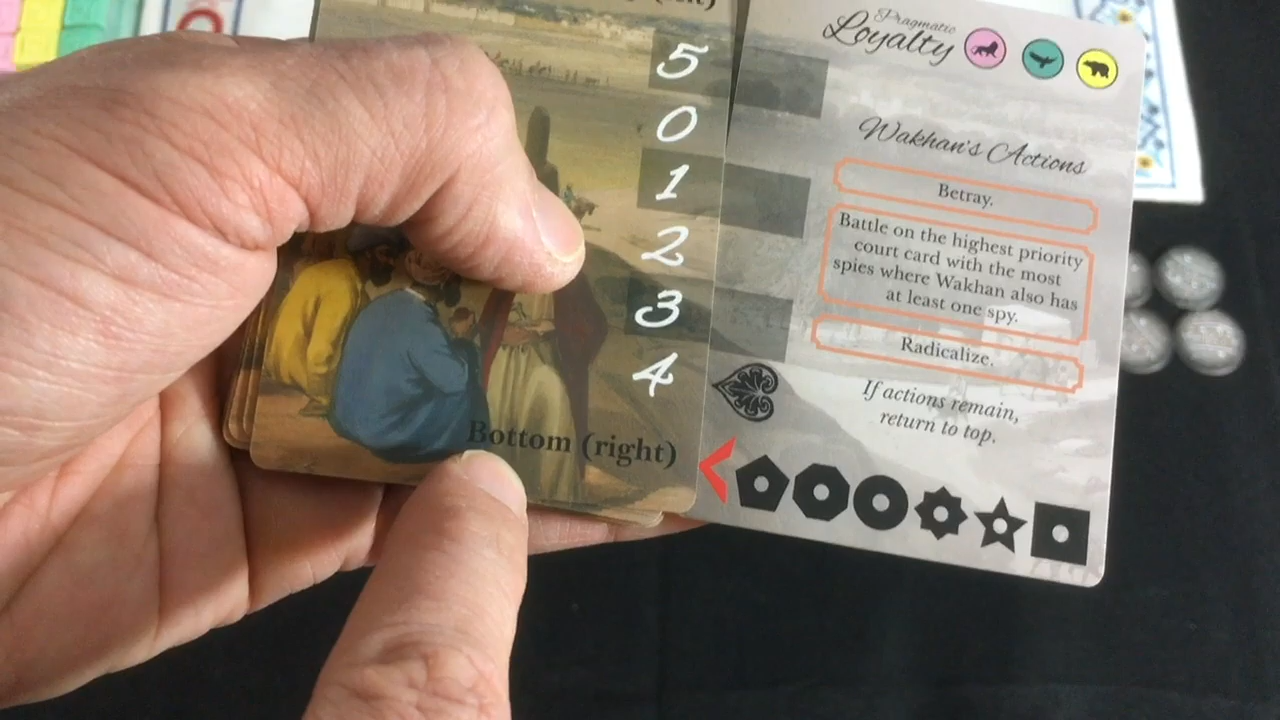 5
0
1
2
3
4
Bottom (right)
Pragmatic
Loyalty
Wakhan's Actions
Betray.
Battle on the highest priority
court card with the most
spies where Wakhan also has
at least one spy.
Radicalize.
If actions remain,
return to top.